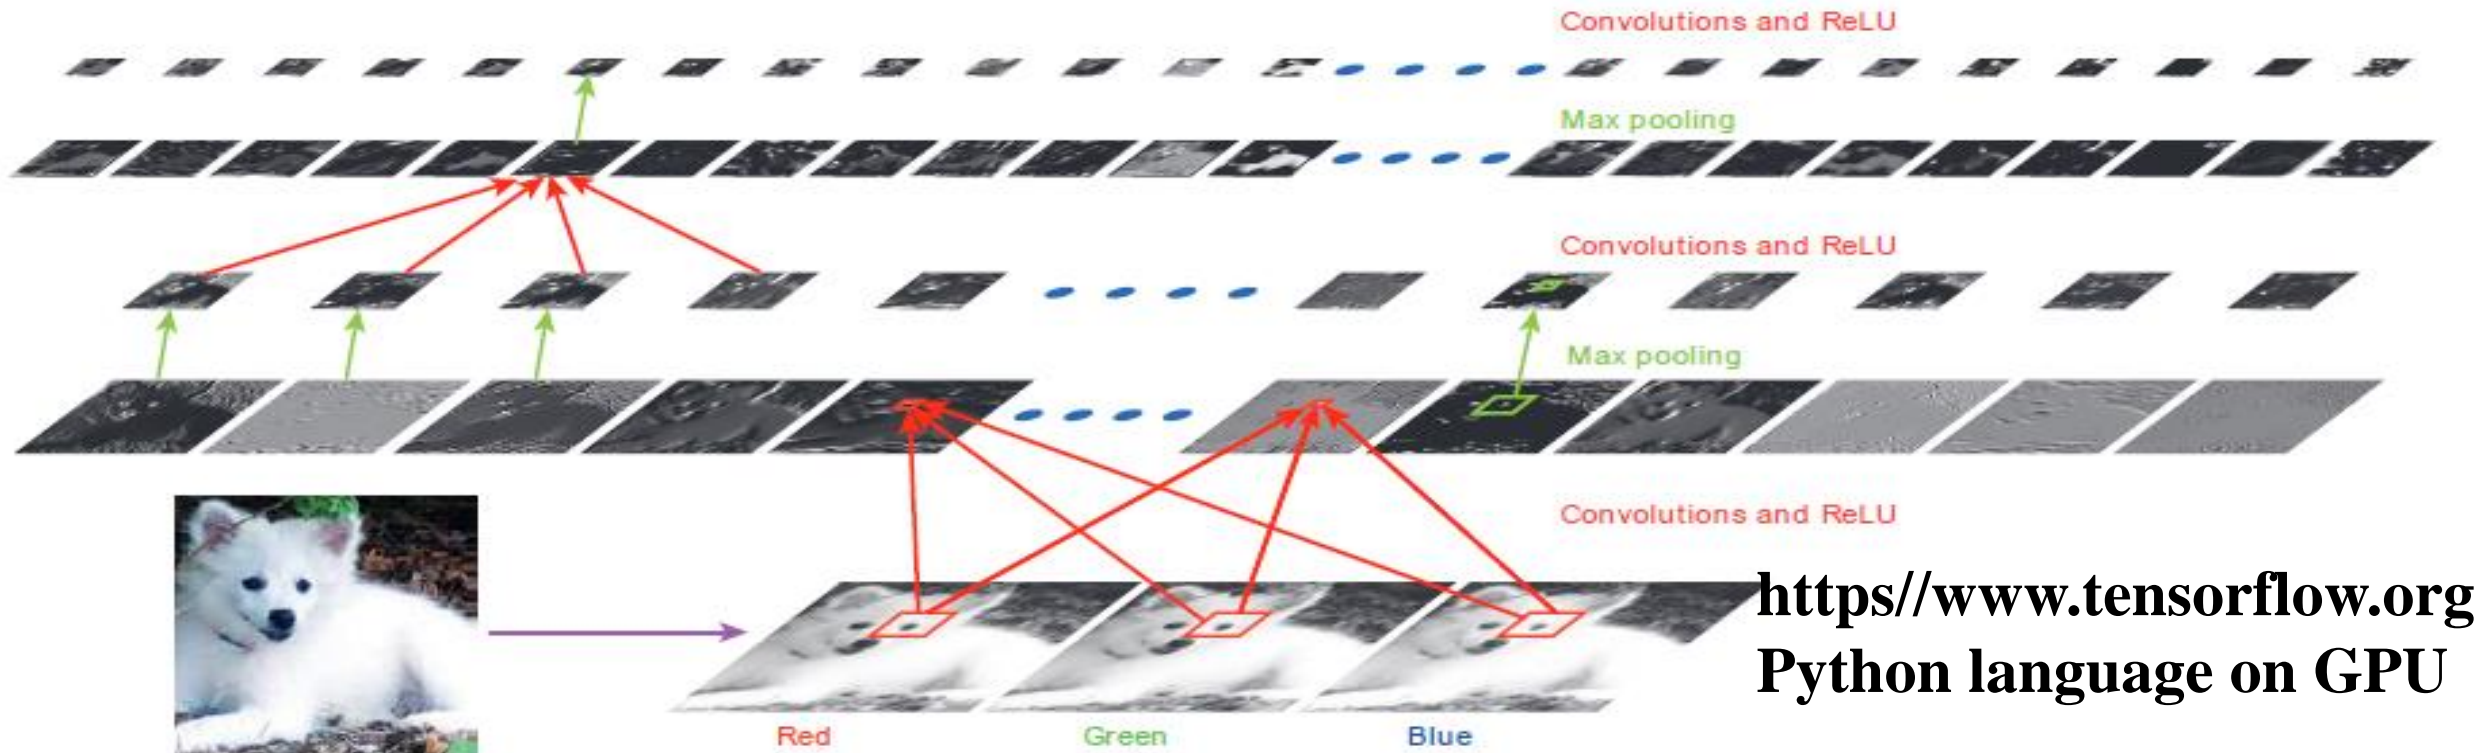 Convolutions and ReLU
Max pooling
Convolutions and ReLU
Max pooling
Convolutions and ReLU
https//www.tensorflow.org
Python language on GPU
Red
Green
Blue